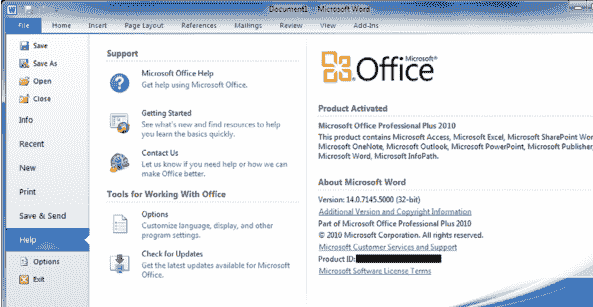 Document1 - Microsoft Word
File Home Insert Page Layout References Mailings Review View Add-Ins
Save
Save As
Open
Close
Info
Recent
New
Print
Save & Send
Help
Options
Exit
Support
Microsoft Office Help
Get help using Microsoft Office.
Getting Started
See what's new and find resources to help
you learn the basics quickly.
Contact Us
Let us know if you need help or how we can
make Office better.
Tools for Working With Office
Options
Customize language, display, and other
program settings.
Check for Updates
Get the latest updates available for Microsoft
Office.
Microsoft®
Office
Product Activated
Microsoft Office Professional Plus 2010
This product contains Microsoft Access, Microsoft Excel, Microsoft SharePoint Wor
Microsoft OneNote, Microsoft Outlook, Microsoft PowerPoint, Microsoft Publisher,
Microsoft Word, Microsoft InfoPath.
About Microsoft Word
Version: 14.0.7145.5000 (32-bit)
Additional Version and Copyright Information
Part of Microsoft Office Professional Plus 2010
© 2010 Microsoft Corporation. All rights reserved.
Microsoft Customer Services and Support
Product ID:
Microsoft Software License Terms